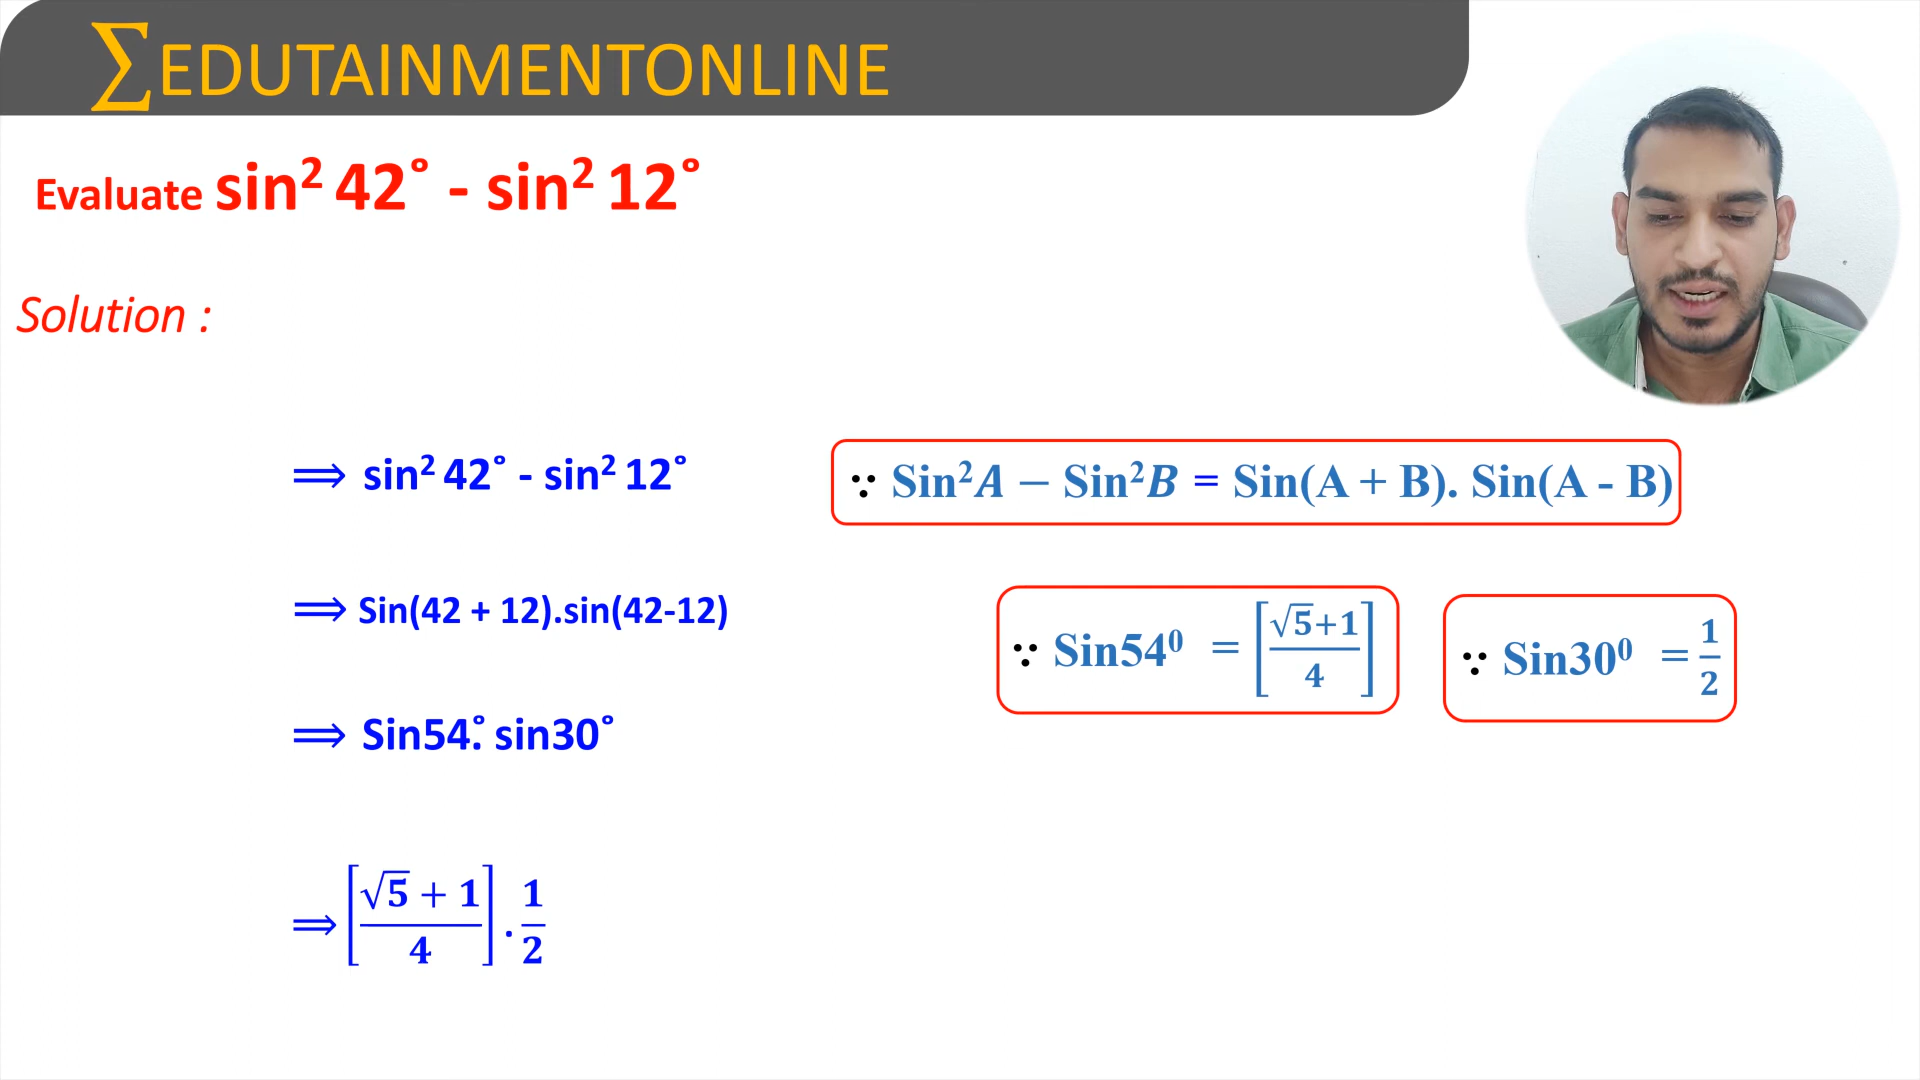 ∑EDUTAINMENTONLINE
Evaluate sin² 42° - sin² 12°
Solution :
⟹ sin² 42° - sin² 12°
∵ Sin²A − Sin²B = Sin(A + B). Sin(A - B)
⟹ Sin(42 + 12).sin(42-12)
∵ Sin54⁰ = [(√5+1)/4]
∵ Sin30⁰ = 1/2
⟹ Sin54°. sin30°
⟹ [(√5 + 1)/4] . 1/2